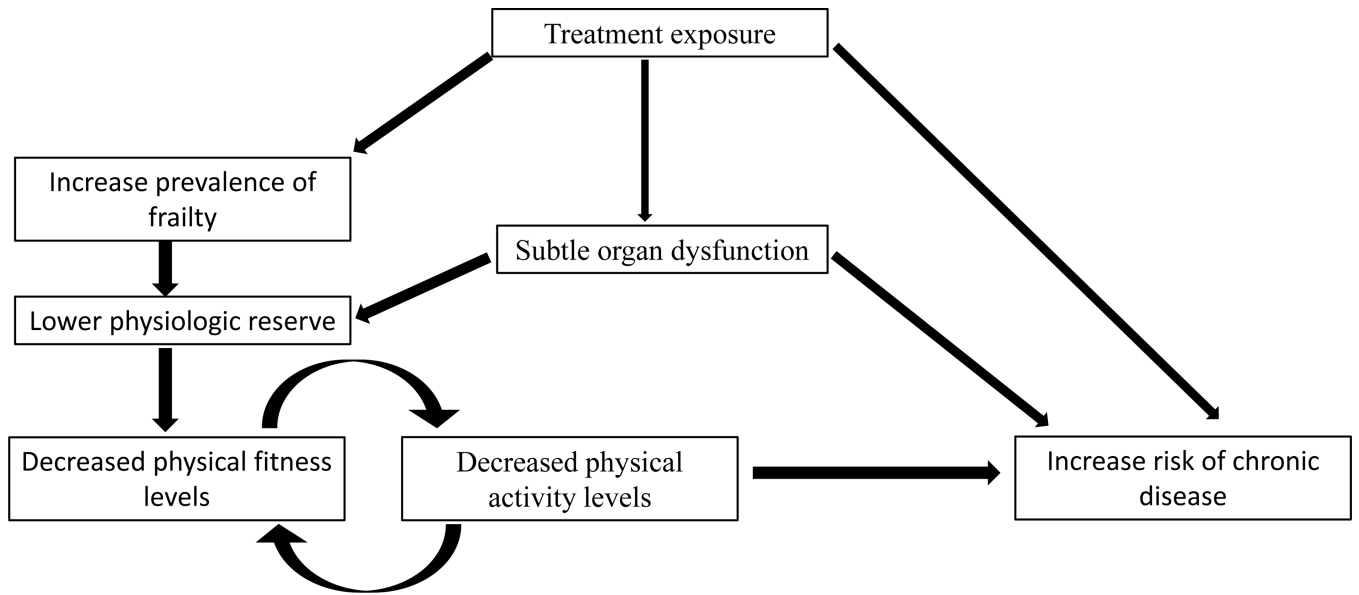 Treatment exposure
Increase prevalence of
frailty
Subtle organ dysfunction
Lower physiologic reserve
Decreased physical fitness
levels
Decreased physical
activity levels
Increase risk of chronic
disease